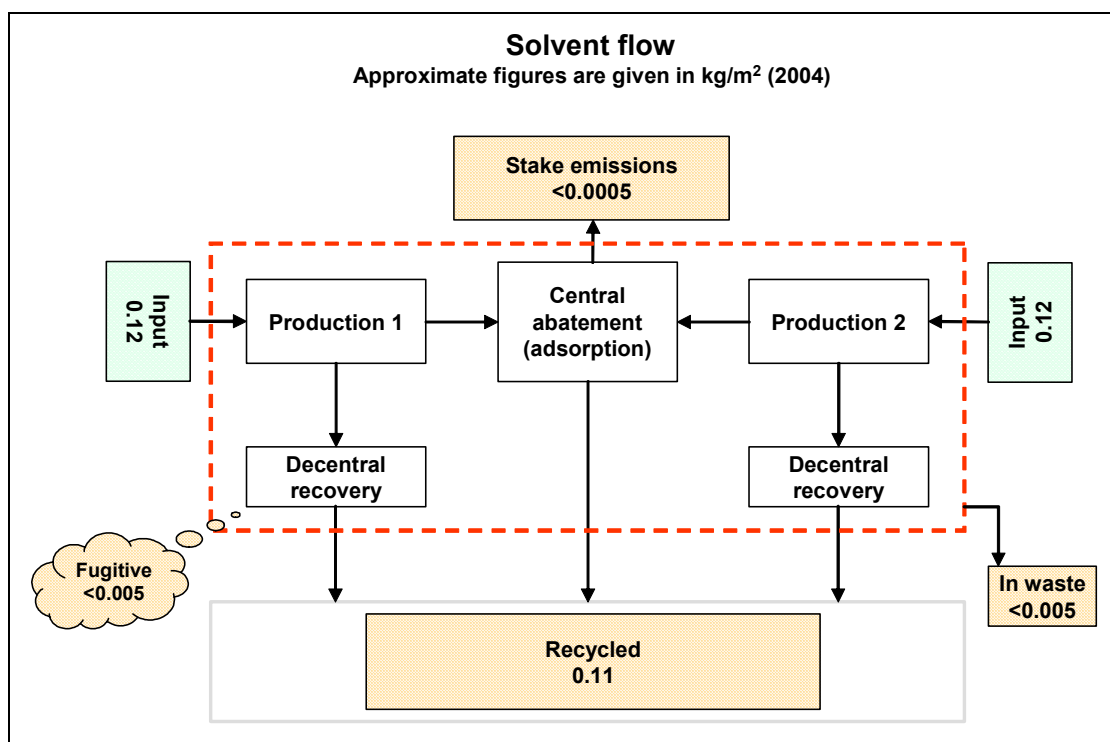 Solvent flow
Approximate figures are given in kg/m² (2004)
Stake emissions
<0.0005
Input
0.12
Production 1
Central
abatement
(adsorption)
Production 2
Input
0.12
Decentral
recovery
Decentral
recovery
Fugitive
<0.005
In waste
<0.005
Recycled
0.11